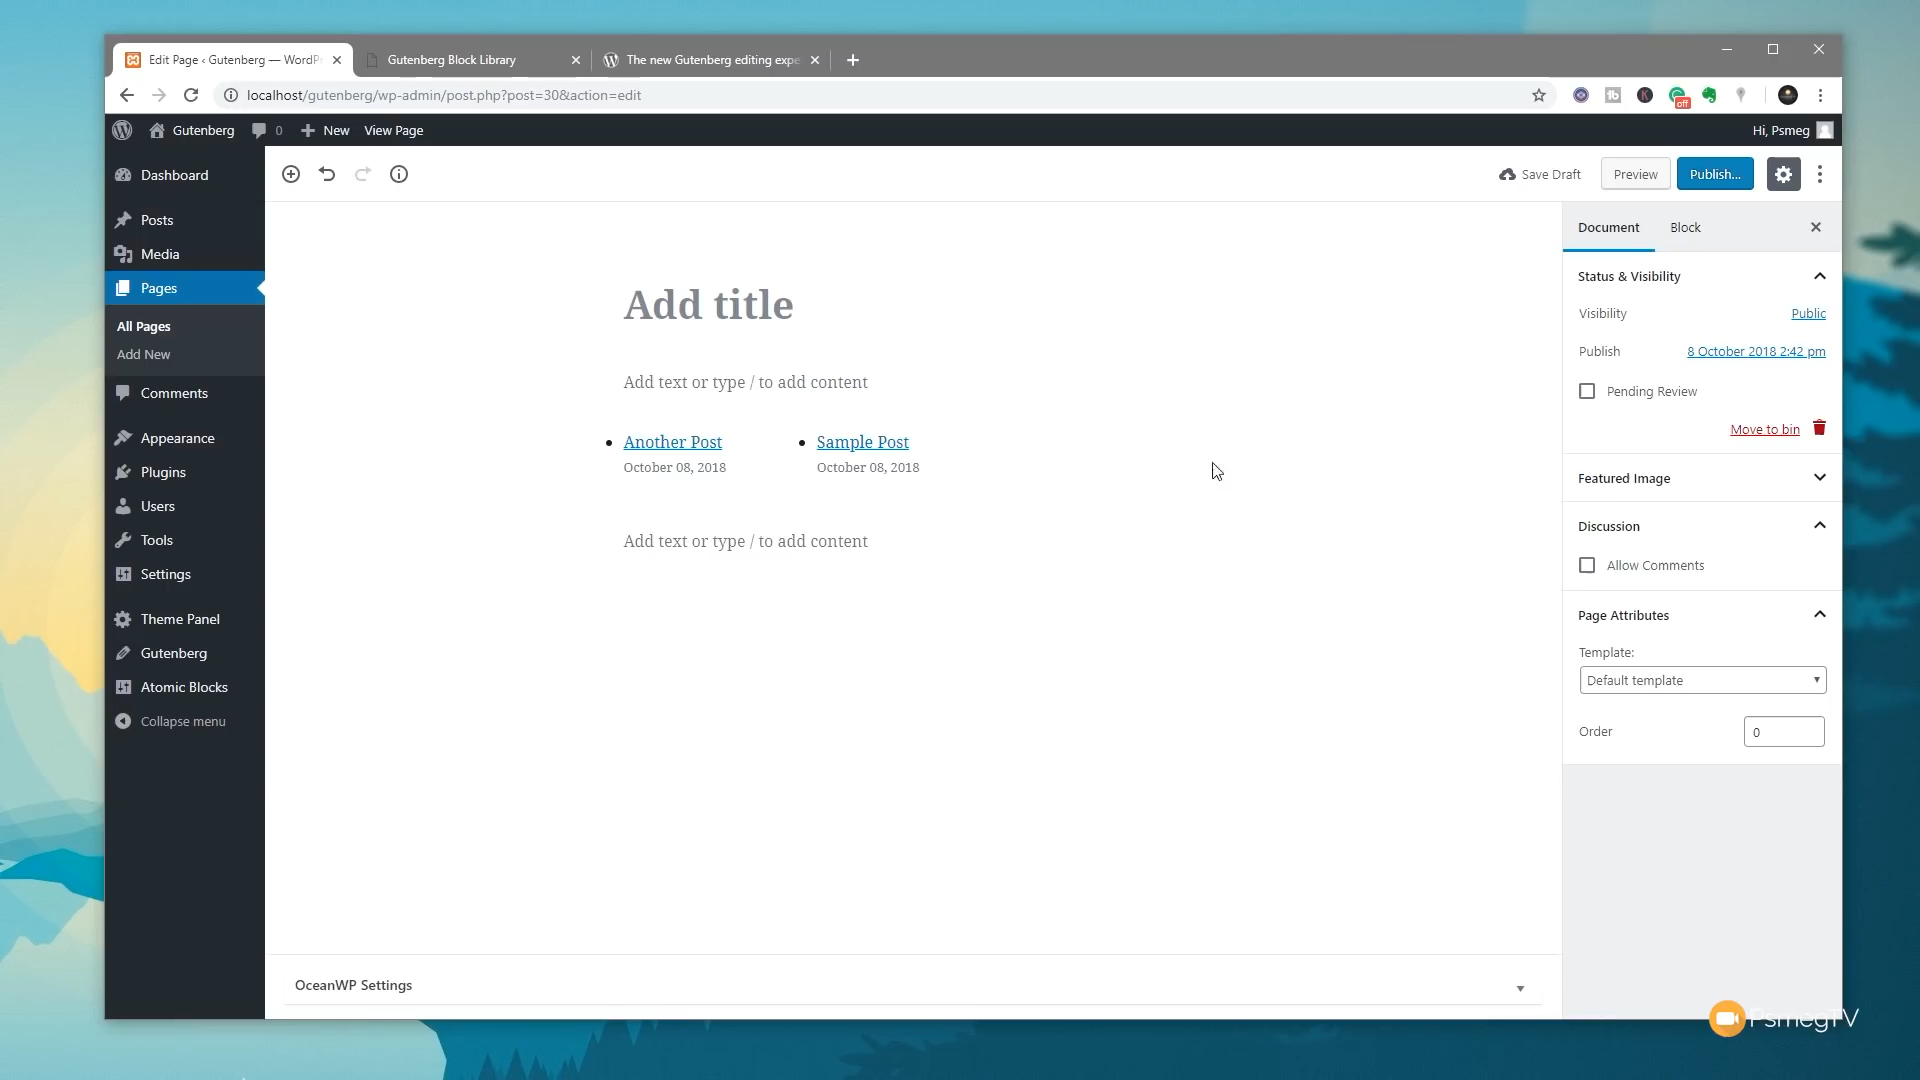 Edit Page ‹ Gutenberg — WordP
Gutenberg Block Library
The new Gutenberg editing expe
localhost/gutenberg/wp-admin/post.php?post=30&action=edit
off
Gutenberg
0
New
View Page
Hi, Psmeg
Dashboard
Posts
Media
Pages
All Pages
Add New
Comments
Appearance
Plugins
Users
Tools
Settings
Theme Panel
Gutenberg
Atomic Blocks
Collapse menu
Save Draft
Preview
Publish...
Add title
Add text or type / to add content
Another Post
October 08, 2018
Sample Post
October 08, 2018
Add text or type / to add content
OceanWP Settings
Document
Block
Status & Visibility
Visibility
Public
Publish
8 October 2018 2:42 pm
Pending Review
Move to bin
Featured Image
Discussion
Allow Comments
Page Attributes
Template:
Default template
Order
0
PsmegTV